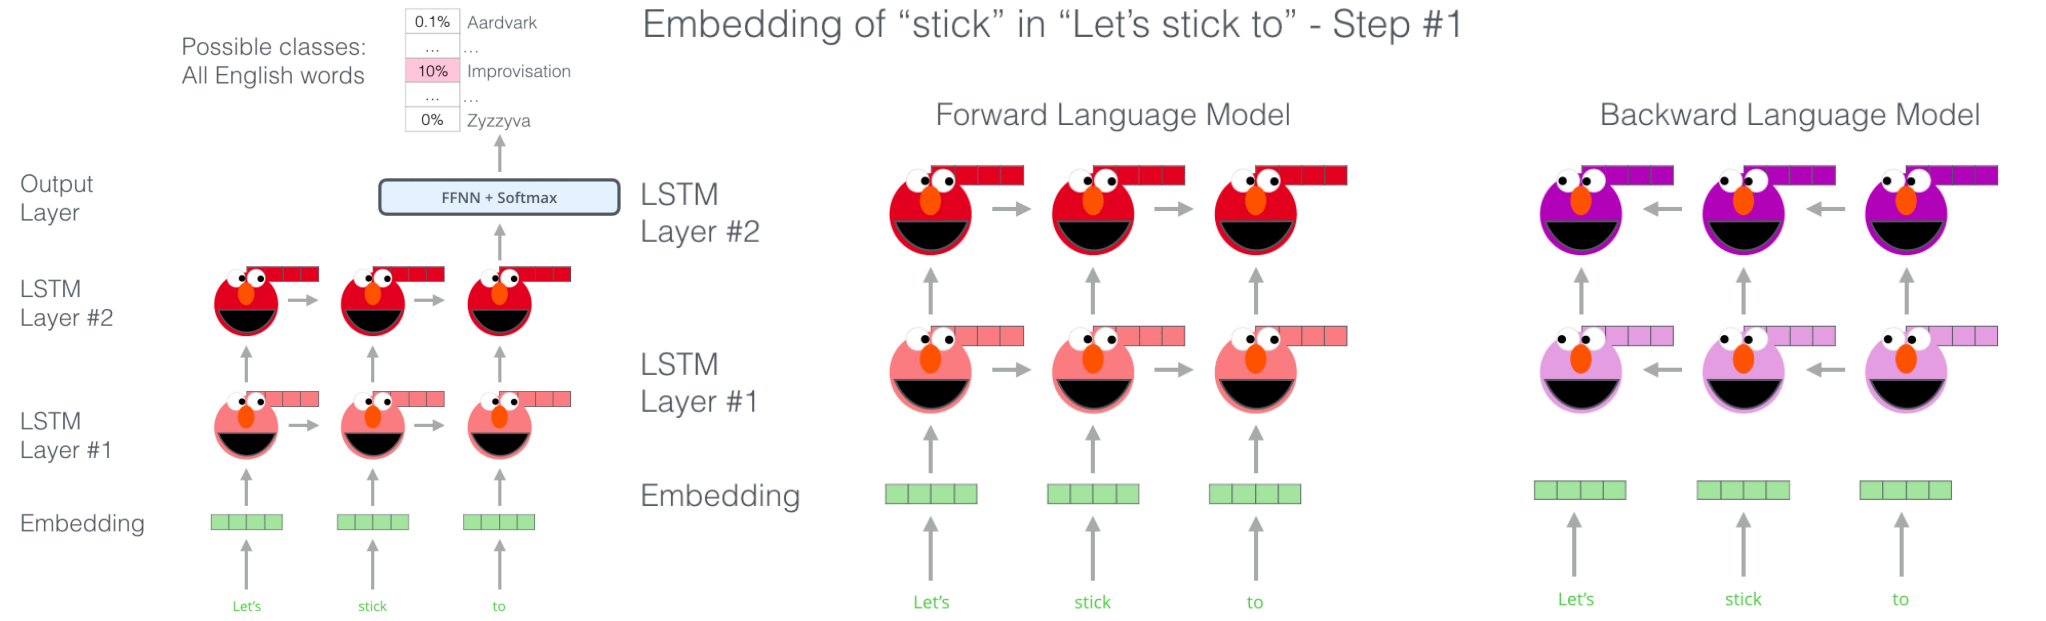 Possible classes:
All English words
0.1% Aardvark
... ...
10% Improvisation
... ...
0% Zyzzyva
Output
Layer
FFNN + Softmax
LSTM
Layer #2
LSTM
Layer #1
Embedding
Let's stick to
Embedding of “stick” in “Let’s stick to” - Step #1
Forward Language Model
Backward Language Model
LSTM
Layer #2
LSTM
Layer #1
Embedding
Let's stick to
Let's stick to